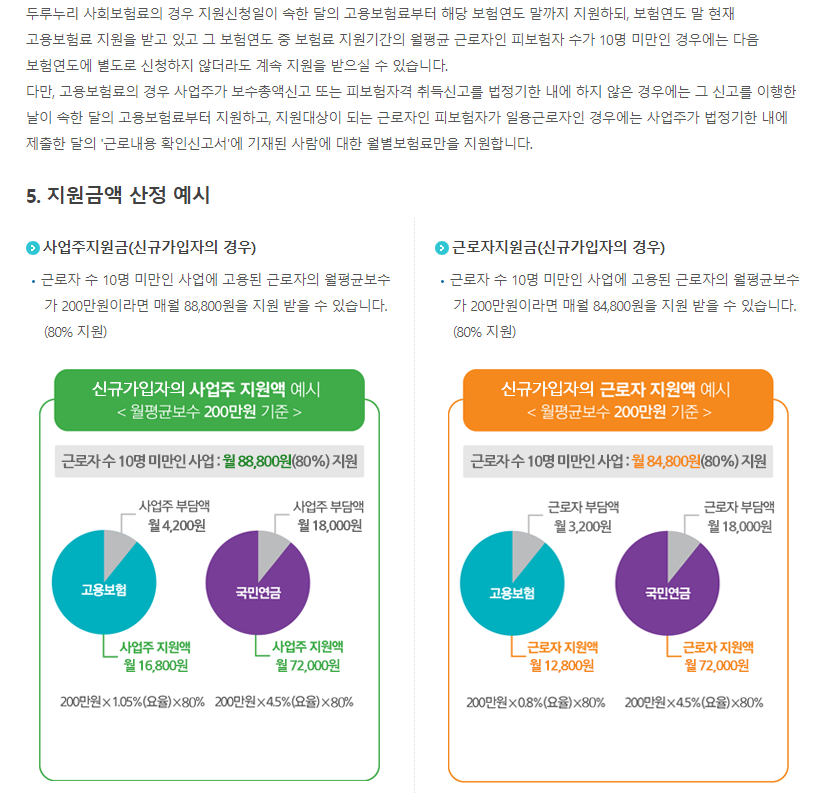 두루누리 사회보험료의 경우 지원신청일이 속한 달의 고용보험료부터 해당 보험연도 말까지 지원하되, 보험연도 말 현재
고용보험료 지원을 받고 있고 그 보험연도 중 보험료 지원기간의 월평균 근로자인 피보험자 수가 10명 미만인 경우에는 다음
보험연도에 별도로 신청하지 않더라도 계속 지원을 받으실 수 있습니다.
다만, 고용보험료의 경우 사업주가 보수총액신고 또는 피보험자격 취득신고를 법정기한 내에 하지 않은 경우에는 그 신고를 이행한
날이 속한 달의 고용보험료부터 지원하고, 지원대상이 되는 근로자인 피보험자가 일용근로자인 경우에는 사업주가 법정기한 내에
제출한 달의 '근로내용 확인신고서'에 기재된 사람에 대한 월별보험료만을 지원합니다.
5. 지원금액 산정 예시
사업주지원금(신규가입자의 경우)
• 근로자 수 10명 미만인 사업에 고용된 근로자의 월평균보수
가 200만원이라면 매월 88,800원을 지원 받을 수 있습니다.
(80% 지원)
신규가입자의 사업주 지원액 예시
< 월평균보수 200만원 기준 >
근로자 수 10명 미만인 사업 : 월 88,800원(80%) 지원
사업주 부담액
월 4,200원
고용보험
사업주 지원액
월 16,800원
200만원×1.05%(요율)×80%
사업주 부담액
월 18,000원
국민연금
사업주 지원액
월 72,000원
200만원×4.5%(요율)×80%
근로자지원금(신규가입자의 경우)
• 근로자 수 10명 미만인 사업에 고용된 근로자의 월평균보수
가 200만원이라면 매월 84,800원을 지원 받을 수 있습니다.
(80% 지원)
신규가입자의 근로자 지원액 예시
< 월평균보수 200만원 기준 >
근로자 수 10명 미만인 사업 : 월 84,800원(80%) 지원
근로자 부담액
월 3,200원
고용보험
근로자 지원액
월 12,800원
200만원×0.8%(요율)×80%
근로자 부담액
월 18,000원
국민연금
근로자 지원액
월 72,000원
200만원×4.5%(요율)×80%